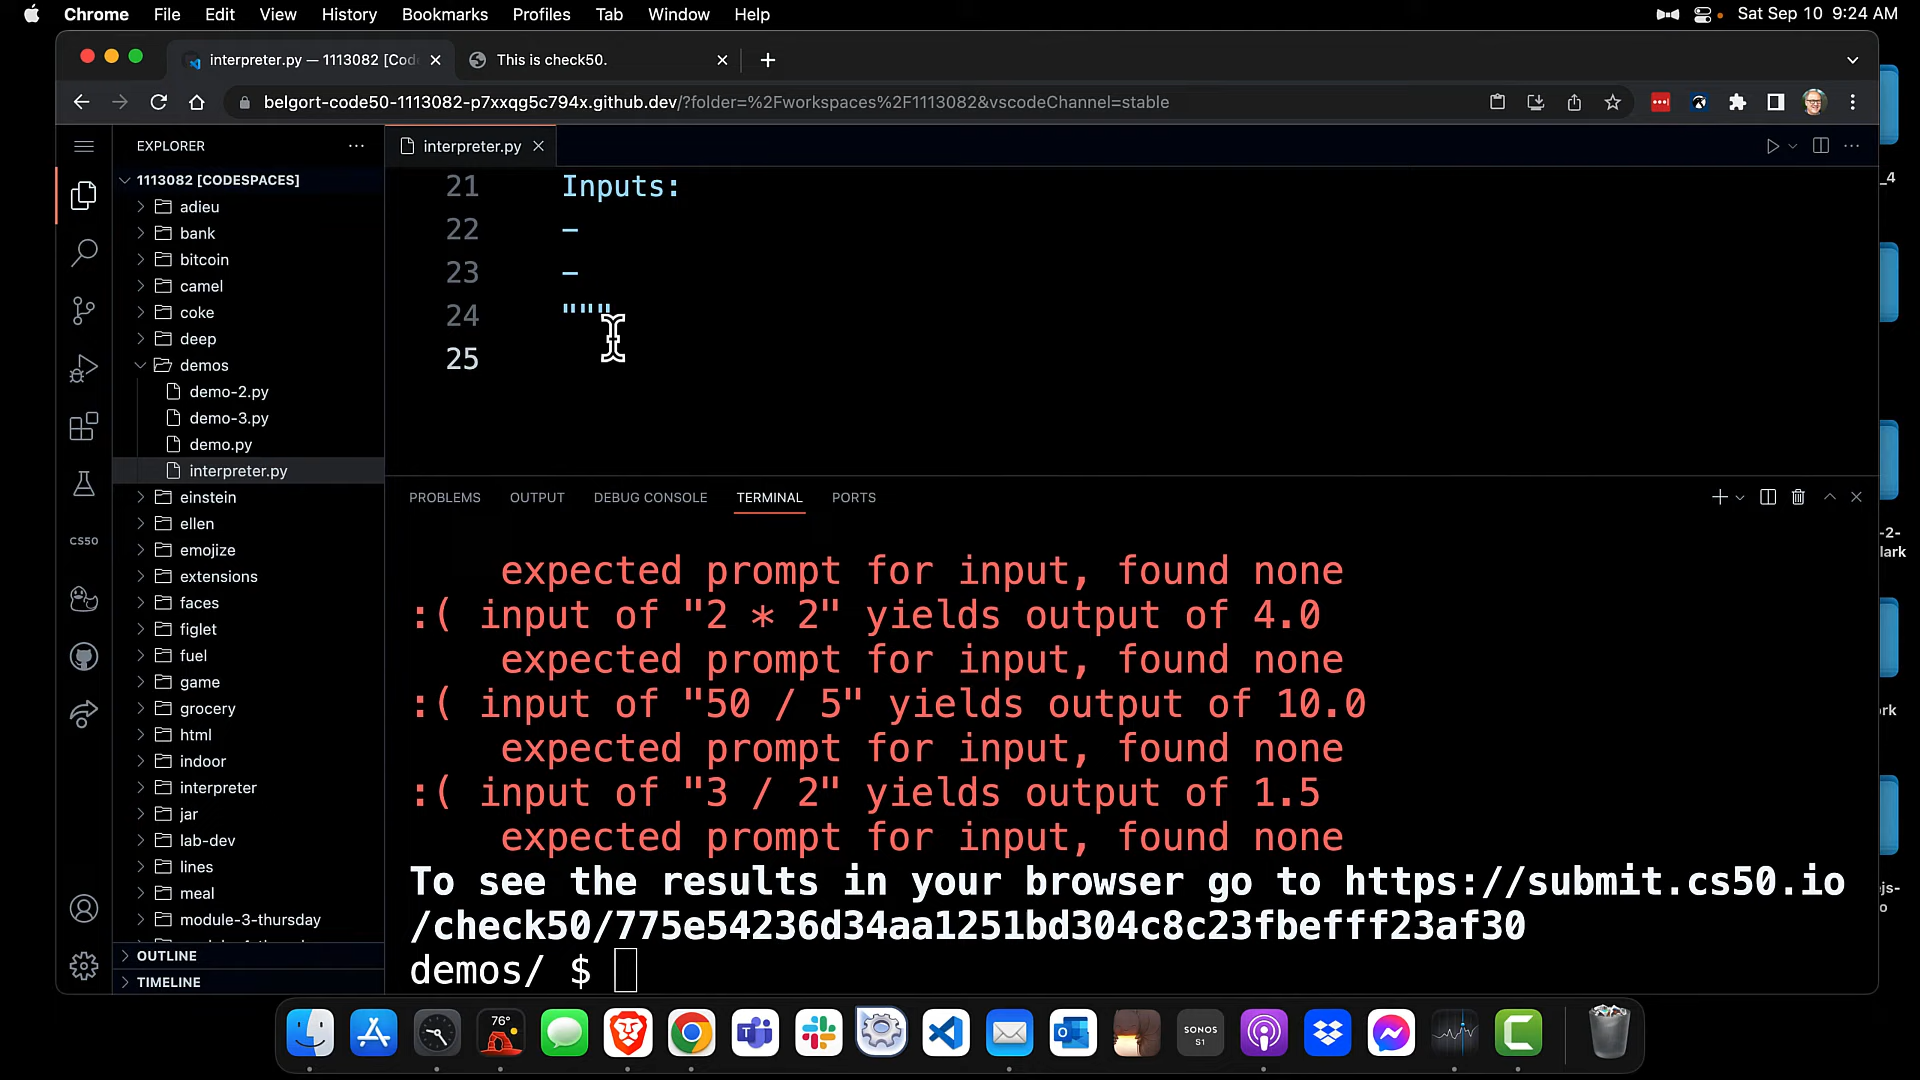 Chrome File Edit View History Bookmarks Profiles Tab Window Help Sat Sep 10 9:24 AM
interpreter.py — 1113082 [Cod
This is check50.
belgort-code50-1113082-p7xxqg5c794x.github.dev/?folder=%2Fworkspaces%2F1113082&vscodeChannel=stable
EXPLORER
1113082 [CODESPACES]
adieu
bank
bitcoin
camel
coke
deep
demos
demo-2.py
demo-3.py
demo.py
interpreter.py
einstein
ellen
emojize
extensions
faces
figlet
fuel
game
grocery
html
indoor
interpreter
jar
lab-dev
lines
meal
module-3-thursday
OUTLINE
TIMELINE
CS50
interpreter.py
21 Inputs:
22 -
23 -
24 """
25
PROBLEMS OUTPUT DEBUG CONSOLE TERMINAL PORTS
expected prompt for input, found none
:( input of "2 * 2" yields output of 4.0
expected prompt for input, found none
:( input of "50 / 5" yields output of 10.0
expected prompt for input, found none
:( input of "3 / 2" yields output of 1.5
expected prompt for input, found none
To see the results in your browser go to https://submit.cs50.io
/check50/775e54236d34aa1251bd304c8c23fbefff23af30
demos/ $
_4
-2-
lark
ork
ejs-
o
76°
SONOS
S1